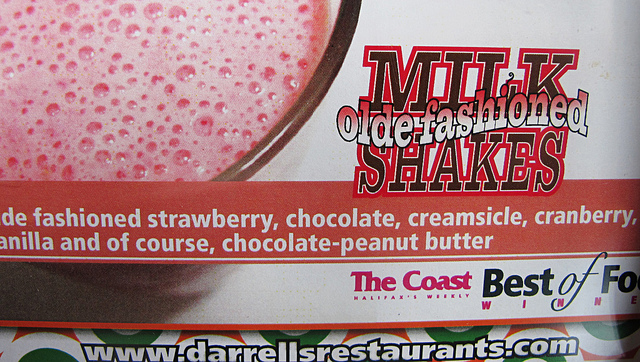 MILK
Olde-fashioned
SHAKES
de fashioned strawberry, chocolate, creamsicle, cranberry,
anilla and of course, chocolate-peanut butter
The Coast Best of Foo
HALIFAX'S WEEKLY WINNE
www.darrellsrestaurants.com